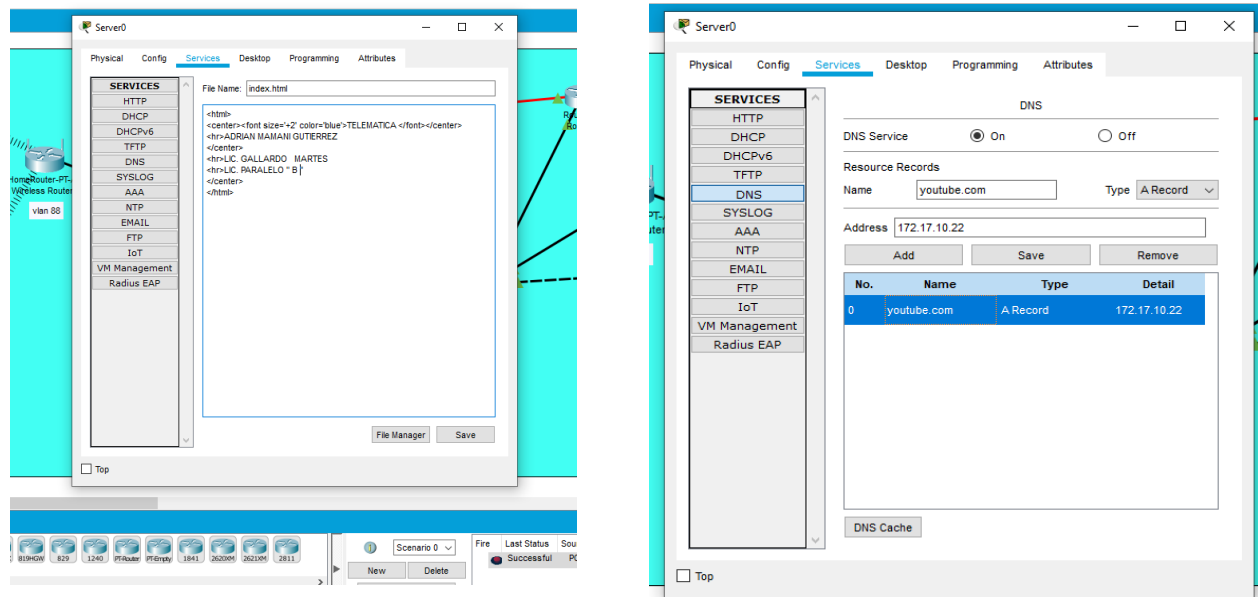 Server0
Physical Config Services Desktop Programming Attributes
SERVICES
HTTP
DHCP
DHCPv6
TFTP
DNS
SYSLOG
AAA
NTP
EMAIL
FTP
IoT
VM Management
Radius EAP
File Name: index.html
<html>
<center><font size='+2' color='blue'>TELEMATICA </font></center>
<hr>ADRIAN MAMANI GUTIERREZ
</center>
<hr>LIC. GALLARDO   MARTES
<hr>LIC. PARALELO " B "
</center>
</html>
File Manager Save
Top
HomeRouter-PT-
Wireless Router
vlan 88
819HGW 829 1240 PT-Router PT-Empty 1841 2620XM 2621XM 2811
Scenario 0
New Delete
Fire Last Status Sou
Successful PC
Server0
Physical Config Services Desktop Programming Attributes
SERVICES
HTTP
DHCP
DHCPv6
TFTP
DNS
SYSLOG
AAA
NTP
EMAIL
FTP
IoT
VM Management
Radius EAP
DNS
DNS Service On Off
Resource Records
Name youtube.com Type A Record
Address 172.17.10.22
Add Save Remove
No. Name Type Detail
0 youtube.com A Record 172.17.10.22
DNS Cache
Top